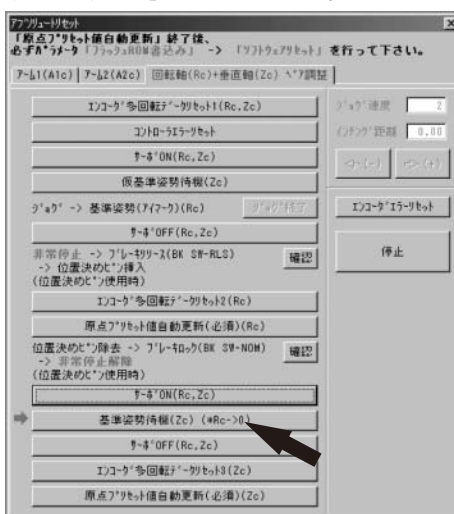 アブソリュートリセット
「原点プリセット値自動更新」終了後、
必ずパラメータ「フラッシュROM書込み」 -> 「ソフトウェアリセット」 を行って下さい。
アーム1(A1c)
アーム2(A2c)
回転軸(Rc)+垂直軸(Zc) ペア調整
エンコーダ多回転データリセット1(Rc,Zc)
コントローラエラーリセット
サーボON(Rc,Zc)
仮基準姿勢待機(Zc)
ジョグ -> 基準姿勢(アイマーク)(Rc)
ジョグ終了
サーボOFF(Rc,Zc)
非常停止 -> ブレーキリリース(BK SW-RLS)
-> 位置決めピン挿入
(位置決めピン使用時)
確認
エンコーダ多回転データリセット2(Rc)
原点プリセット値自動更新(必須)(Rc)
位置決めピン除去 -> ブレーキロック(BK SW-NOM)
-> 非常停止解除
(位置決めピン使用時)
確認
サーボON(Rc,Zc)
基準姿勢待機(Zc) (*Rc->0)
サーボOFF(Rc,Zc)
エンコーダ多回転データリセット3(Zc)
原点プリセット値自動更新(必須)(Zc)
ジョグ速度 2
インチング距離 0.00
<-(-)
->(+)
エンコーダエラーリセット
停止